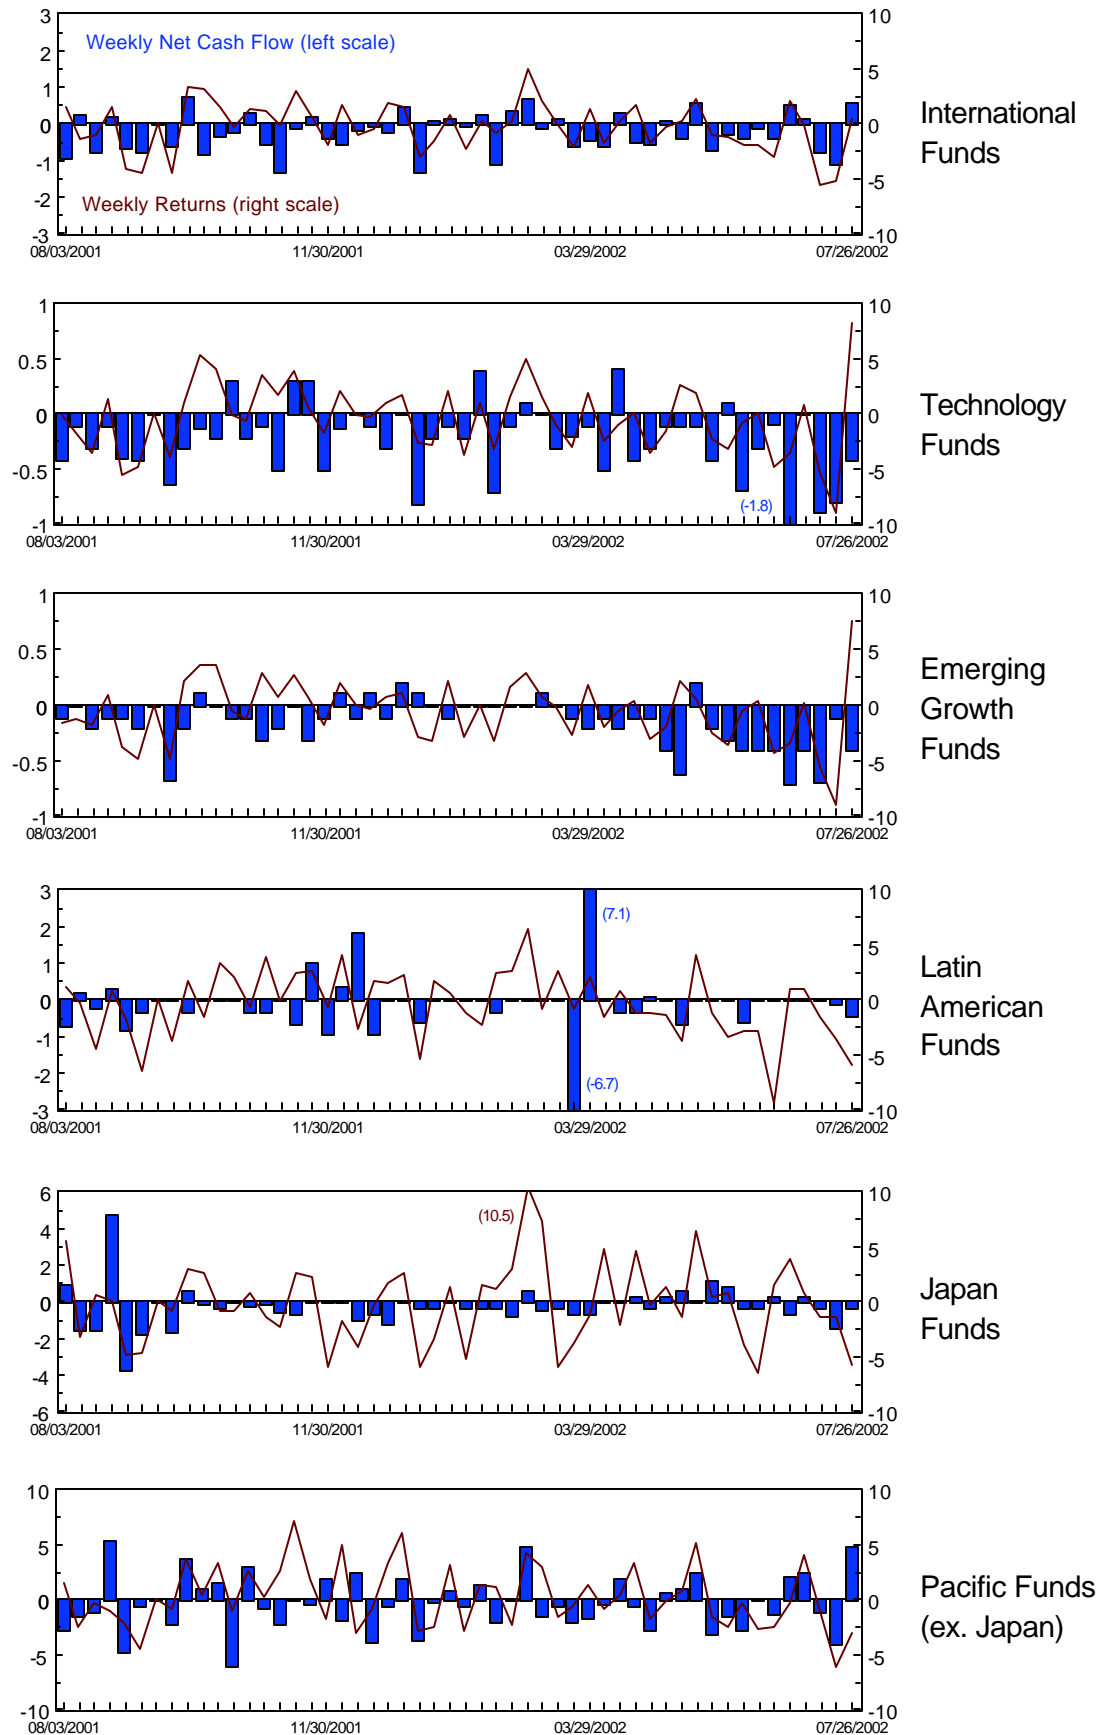 3 10
Weekly Net Cash Flow (left scale)
2
5
1
International
0 0
Funds
-1
-5
-2
Weekly Returns (right scale)
-3 -10
08/03/2001 11/30/2001 03/29/2002 07/26/2002
1 10
0.5 5
Technology
0 0
Funds
-0.5 -5
(-1.8)
-1 -10
08/03/2001 11/30/2001 03/29/2002 07/26/2002
1 10
0.5 5
Emerging
0 0
Growth
Funds
-0.5 -5
-1 -10
08/03/2001 11/30/2001 03/29/2002 07/26/2002
3 10
(7.1)
2
5
1
Latin
0 0
American
Funds
-1
-5
-2
(-6.7)
-3 -10
08/03/2001 11/30/2001 03/29/2002 07/26/2002
6 10
(10.5)
4
5
2
Japan
0 0
Funds
-2
-5
-4
-6 -10
08/03/2001 11/30/2001 03/29/2002 07/26/2002
10 10
5 5
Pacific Funds
0 0
(ex. Japan)
-5 -5
-10 -10
08/03/2001 11/30/2001 03/29/2002 07/26/2002